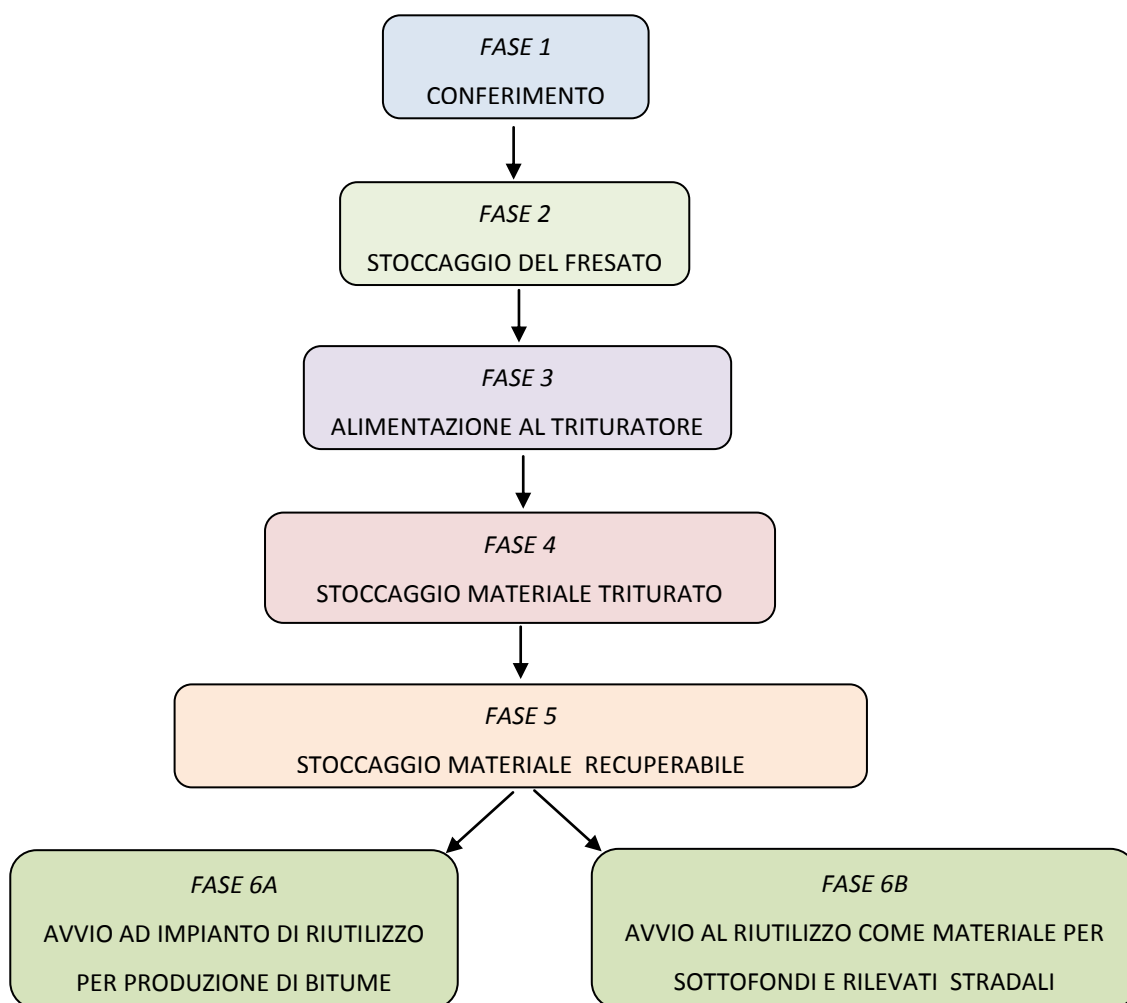 FASE 1
CONFERIMENTO
FASE 2
STOCCAGGIO DEL FRESATO
FASE 3
ALIMENTAZIONE AL TRITURATORE
FASE 4
STOCCAGGIO MATERIALE TRITURATO
FASE 5
STOCCAGGIO MATERIALE RECUPERABILE
FASE 6A
AVVIO AD IMPIANTO DI RIUTILIZZO
PER PRODUZIONE DI BITUME
FASE 6B
AVVIO AL RIUTILIZZO COME MATERIALE PER
SOTTOFONDI E RILEVATI STRADALI